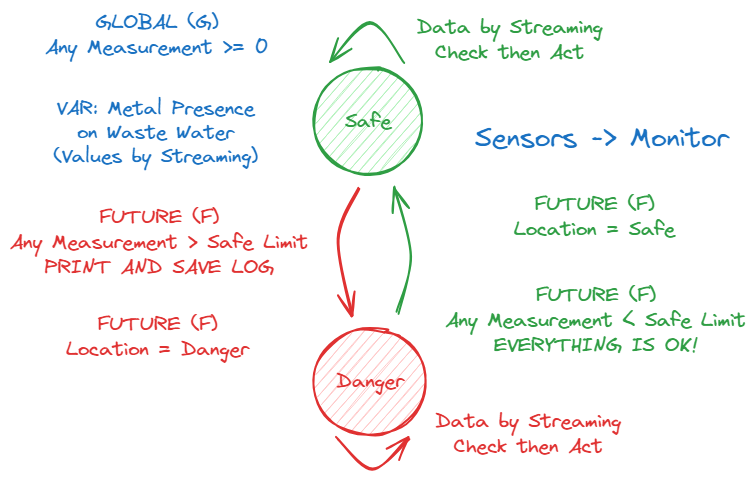 GLOBAL (G)
Any Measurement >= 0
Data by Streaming
Check then Act
VAR: Metal Presence
on Waste Water
(Values by Streaming)
Safe
Sensors -> Monitor
FUTURE (F)
Any Measurement > Safe Limit
PRINT AND SAVE LOG
FUTURE (F)
Location = Safe
FUTURE (F)
Location = Danger
FUTURE (F)
Any Measurement < Safe Limit
EVERYTHING IS OK!
Danger
Data by Streaming
Check then Act